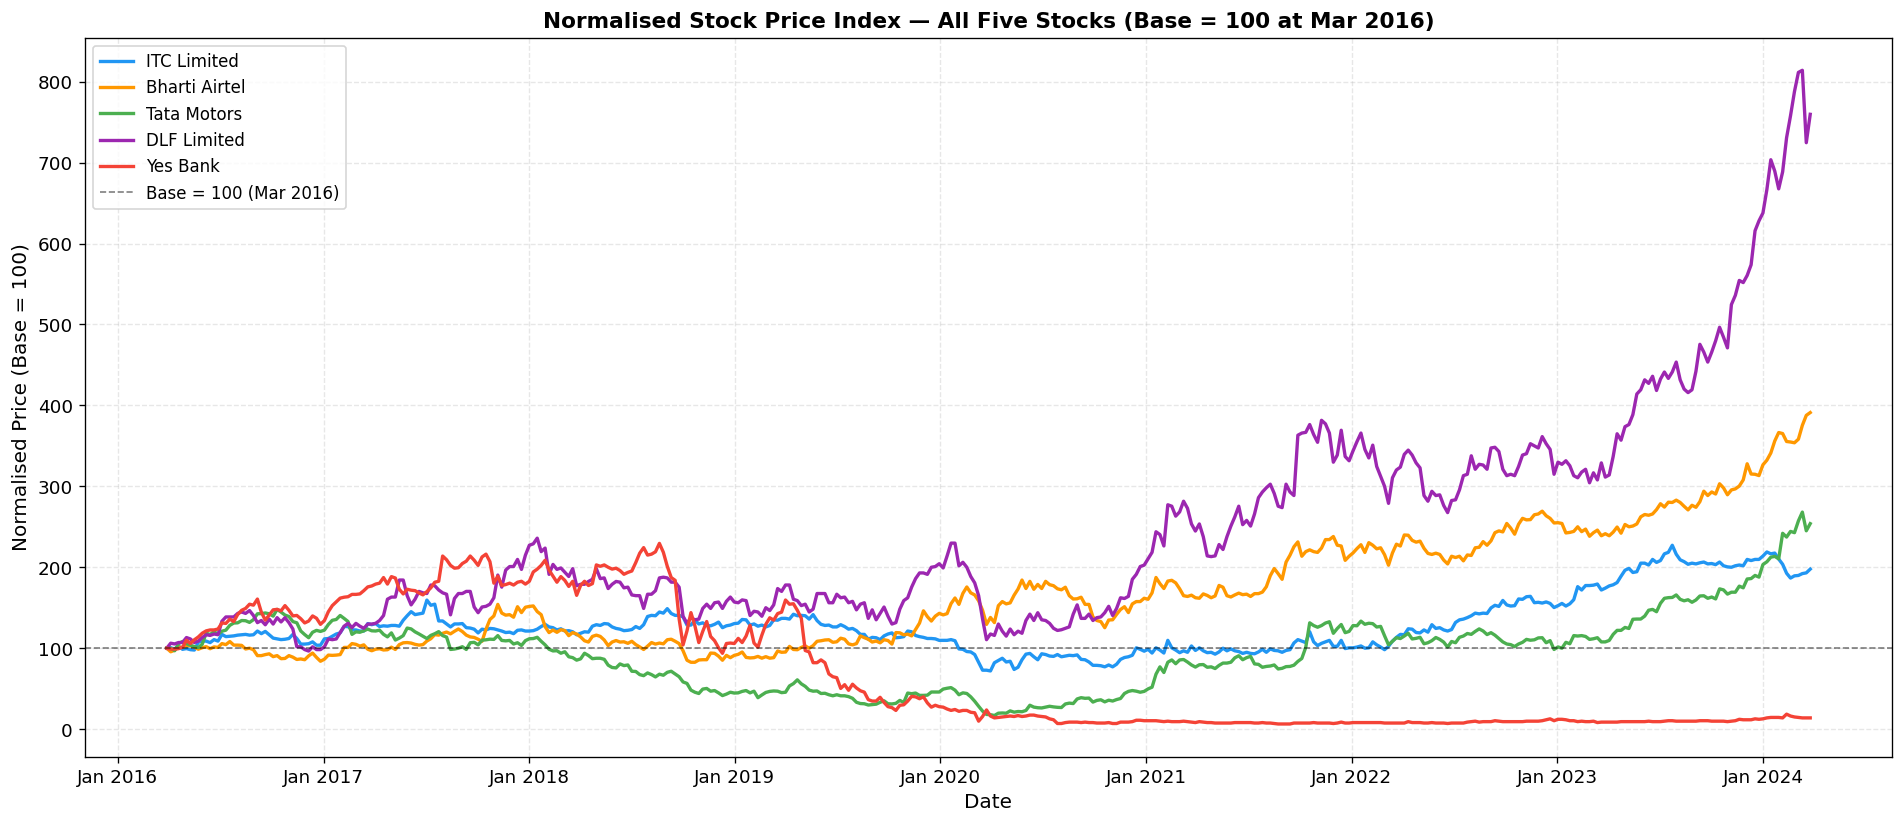 Normalised Stock Price Index — All Five Stocks (Base = 100 at Mar 2016)
ITC Limited
Bharti Airtel
Tata Motors
DLF Limited
Yes Bank
Base = 100 (Mar 2016)
Normalised Price (Base = 100)
800
700
600
500
400
300
200
100
0
Jan 2016
Jan 2017
Jan 2018
Jan 2019
Jan 2020
Jan 2021
Jan 2022
Jan 2023
Jan 2024
Date